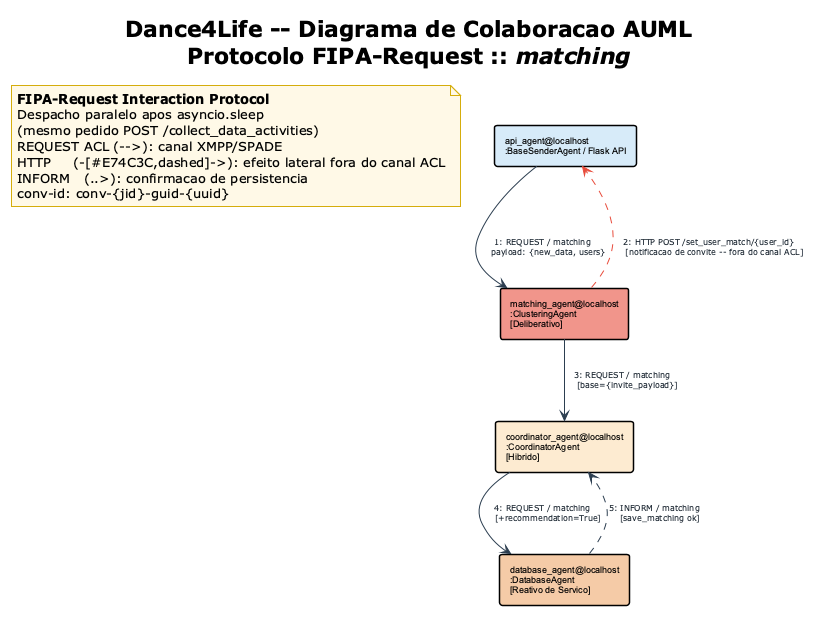 Dance4Life -- Diagrama de Colaboracao AUML
Protocolo FIPA-Request :: matching
FIPA-Request Interaction Protocol
Despacho paralelo apos asyncio.sleep
(mesmo pedido POST /collect_data_activities)
REQUEST ACL (-->): canal XMPP/SPADE
HTTP (-[#E74C3C,dashed]->): efeito lateral fora do canal ACL
INFORM (..>): confirmacao de persistencia
conv-id: conv-{jid}-guid-{uuid}
api_agent@localhost
:BaseSenderAgent / Flask API
1: REQUEST / matching
payload: {new_data, users}
2: HTTP POST /set_user_match/{user_id}
[notificacao de convite -- fora do canal ACL]
matching_agent@localhost
:ClusteringAgent
[Deliberativo]
3: REQUEST / matching
[base={invite_payload}]
coordinator_agent@localhost
:CoordinatorAgent
[Hibrido]
4: REQUEST / matching
[+recommendation=True]
5: INFORM / matching
[save_matching ok]
database_agent@localhost
:DatabaseAgent
[Reativo de Servico]